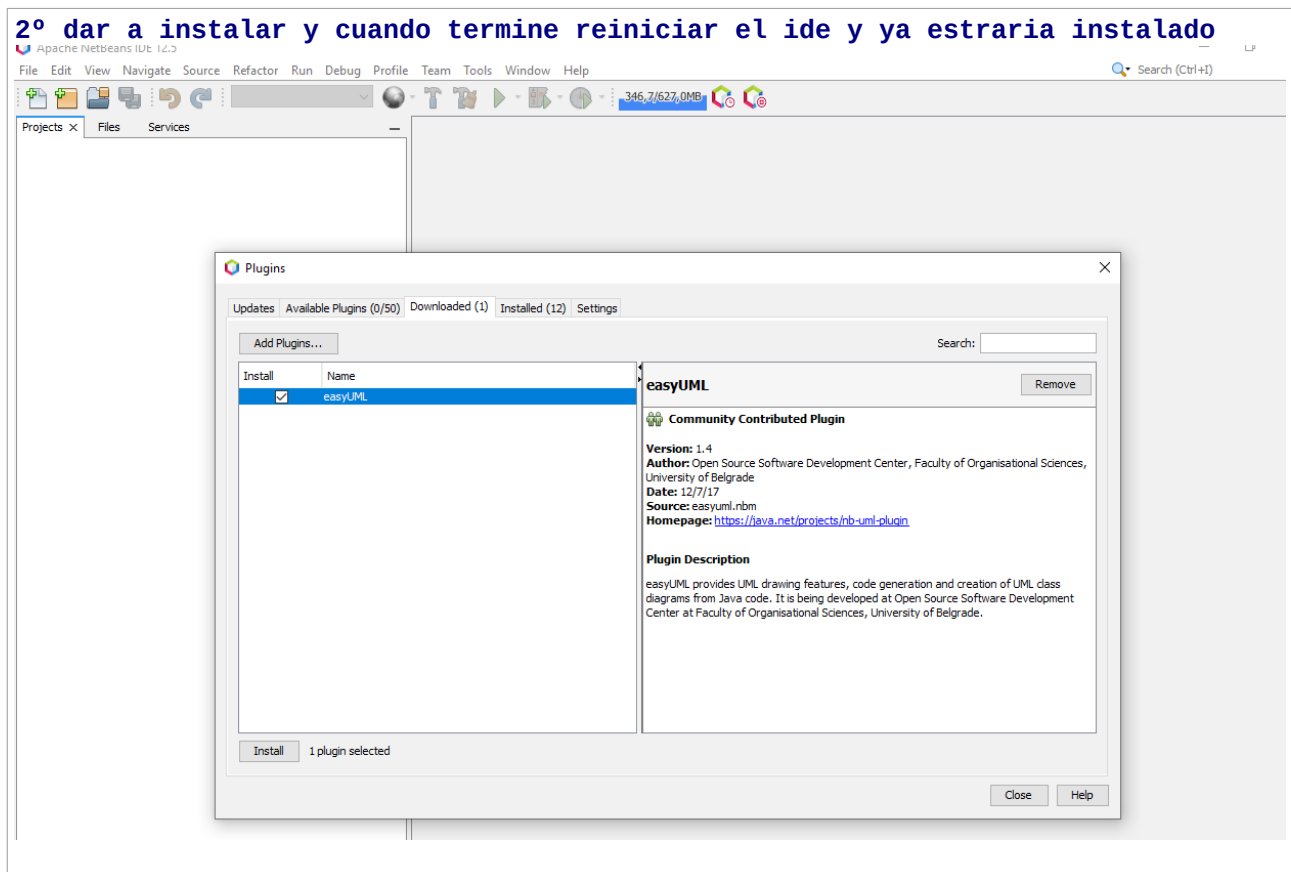 2º dar a instalar y cuando termine reiniciar el ide y ya estraria instalado
Apache NetBeans IDE 12.5
File Edit View Navigate Source Refactor Run Debug Profile Team Tools Window Help
Search (Ctrl+I)
346,7/627,0MB
Projects Files Services
Plugins
Updates Available Plugins (0/50) Downloaded (1) Installed (12) Settings
Add Plugins...
Search:
Install Name
easyUML
easyUML
Remove
Community Contributed Plugin
Version: 1.4
Author: Open Source Software Development Center, Faculty of Organisational Sciences,
University of Belgrade
Date: 12/7/17
Source: easyuml.nbm
Homepage: https://java.net/projects/nb-uml-plugin
Plugin Description
easyUML provides UML drawing features, code generation and creation of UML class
diagrams from Java code. It is being developed at Open Source Software Development
Center at Faculty of Organisational Sciences, University of Belgrade.
Install 1 plugin selected
Close Help